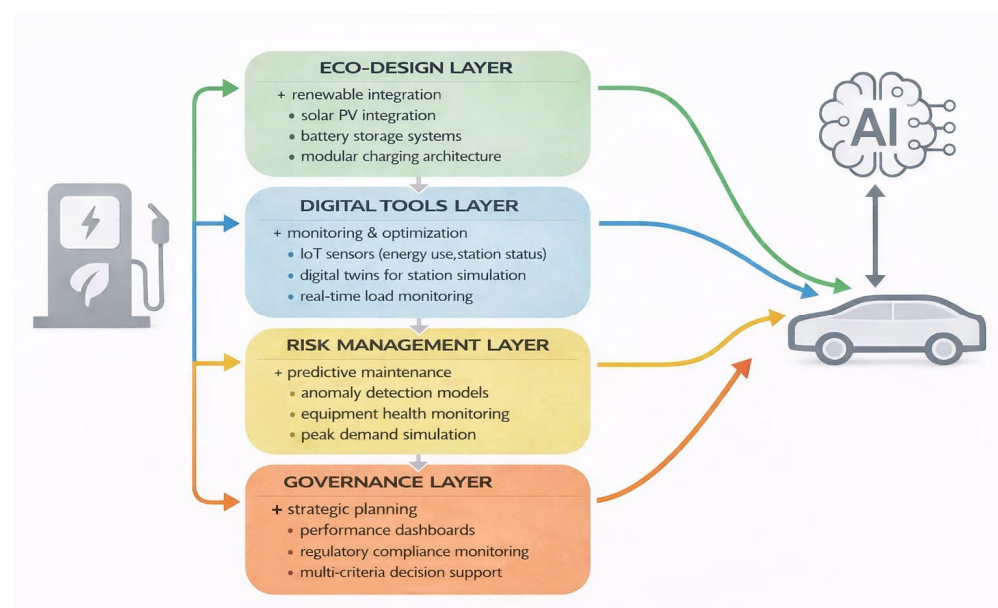 ECO-DESIGN LAYER
+ renewable integration
• solar PV integration
• battery storage systems
• modular charging architecture
DIGITAL TOOLS LAYER
+ monitoring & optimization
• IoT sensors (energy use,station status)
• digital twins for station simulation
• real-time load monitoring
RISK MANAGEMENT LAYER
+ predictive maintenance
• anomaly detection models
• equipment health monitoring
• peak demand simulation
GOVERNANCE LAYER
+ strategic planning
• performance dashboards
• regulatory compliance monitoring
• multi-criteria decision support
AI